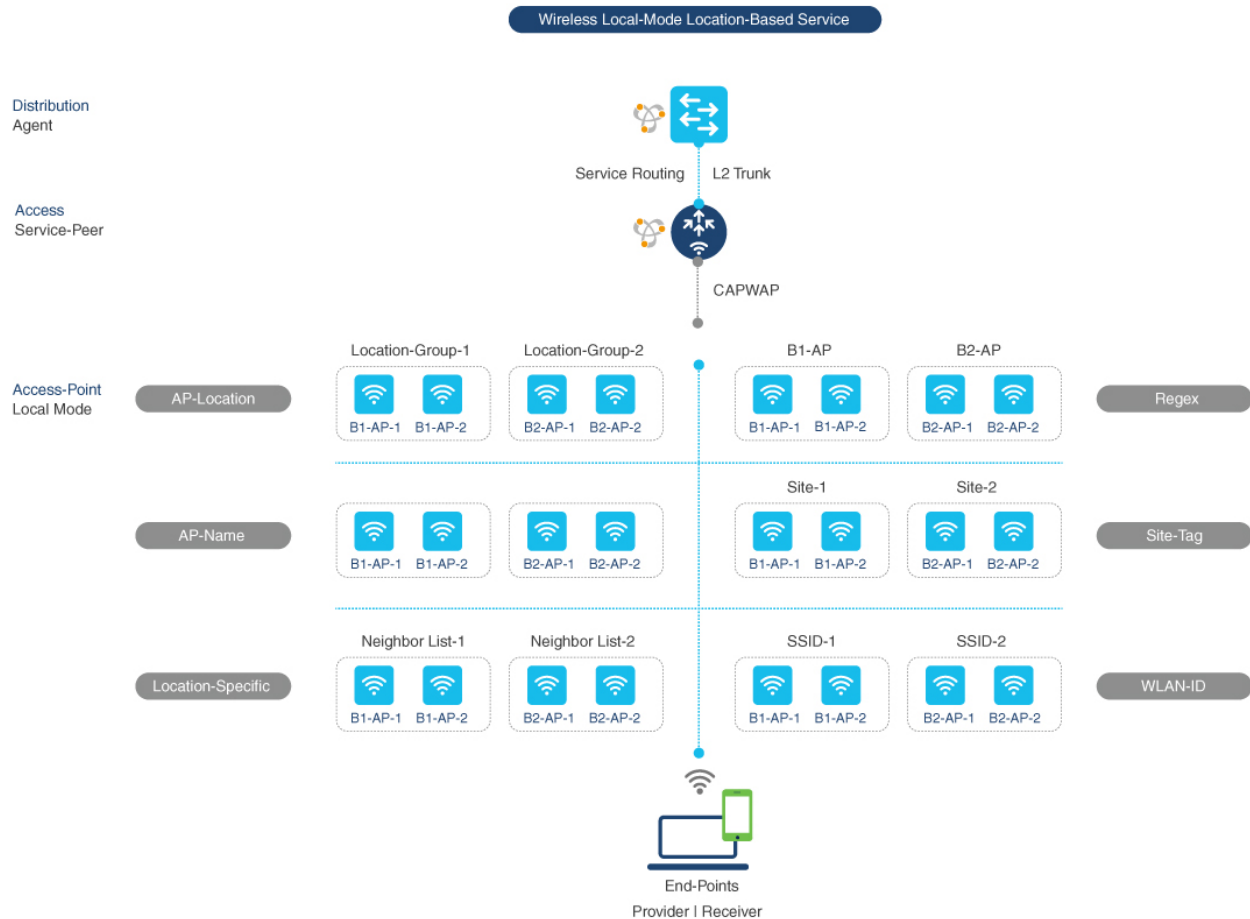 Wireless Local-Mode Location-Based Service
Distribution
Agent
Service Routing
L2 Trunk
Access
Service-Peer
CAPWAP
Access-Point
Local Mode
AP-Location
Location-Group-1
B1-AP-1 B1-AP-2
Location-Group-2
B2-AP-1 B2-AP-2
B1-AP
B1-AP-1 B1-AP-2
B2-AP
B2-AP-1 B2-AP-2
Regex
AP-Name
B1-AP-1 B1-AP-2
B2-AP-1 B2-AP-2
Site-1
B1-AP-1 B1-AP-2
Site-2
B2-AP-1 B2-AP-2
Site-Tag
Location-Specific
Neighbor List-1
B1-AP-1 B1-AP-2
Neighbor List-2
B2-AP-1 B2-AP-2
SSID-1
B1-AP-1 B1-AP-2
SSID-2
B2-AP-1 B2-AP-2
WLAN-ID
End-Points
Provider | Receiver